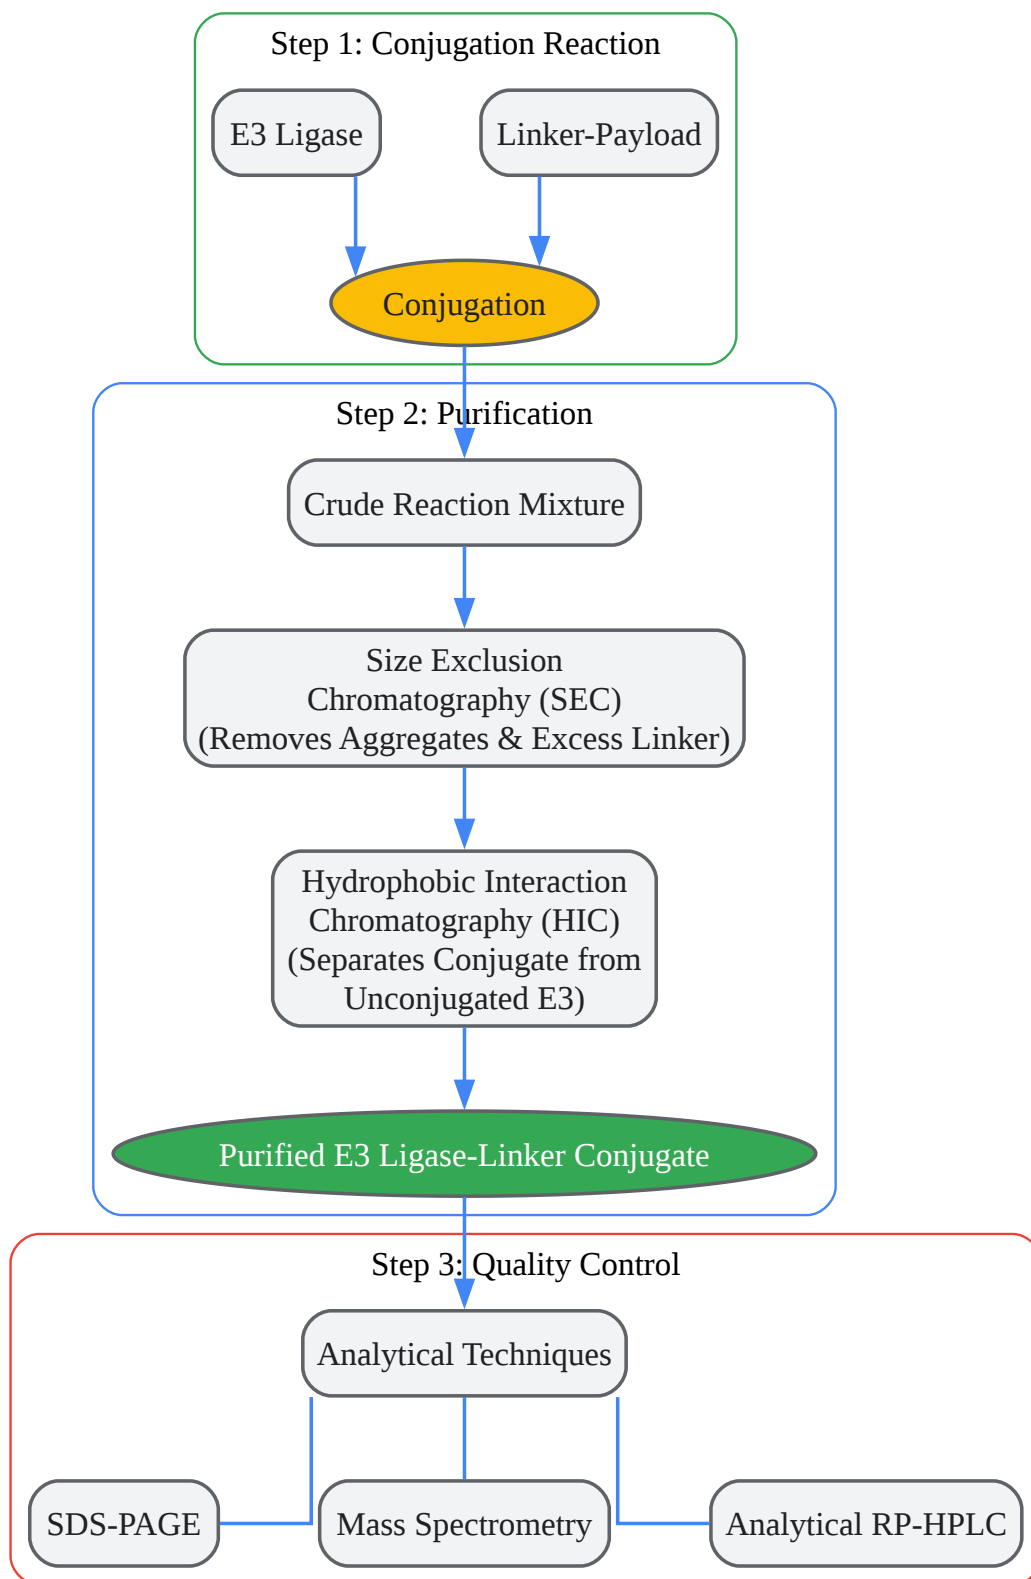 Step 1: Conjugation Reaction
E3 Ligase
Linker-Payload
Conjugation
Step 2: Purification
Crude Reaction Mixture
Size Exclusion
Chromatography (SEC)
(Removes Aggregates & Excess Linker)
Hydrophobic Interaction
Chromatography (HIC)
(Separates Conjugate from
Unconjugated E3)
Purified E3 Ligase-Linker Conjugate
Step 3: Quality Control
Analytical Techniques
SDS-PAGE
Mass Spectrometry
Analytical RP-HPLC